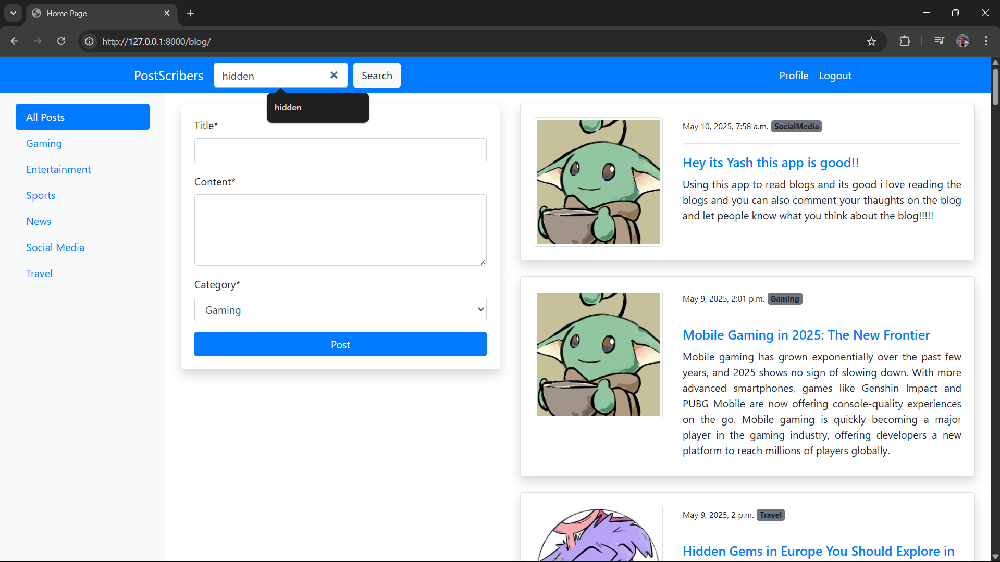 Home Page
http://127.0.0.1:8000/blog/
PostScribers
hidden
Search
Profile
Logout
hidden
All Posts
Gaming
Entertainment
Sports
News
Social Media
Travel
Title*
Content*
Category*
Gaming
Post
May 10, 2025, 7:58 a.m. SocialMedia
Hey its Yash this app is good!!
Using this app to read blogs and its good i love reading the
blogs and you can also comment your thaughts on the blog
and let people know what you think about the blog!!!!!
May 9, 2025, 2:01 p.m. Gaming
Mobile Gaming in 2025: The New Frontier
Mobile gaming has grown exponentially over the past few
years, and 2025 shows no sign of slowing down. With more
advanced smartphones, games like Genshin Impact and
PUBG Mobile are now offering console-quality experiences
on the go. Mobile gaming is quickly becoming a major
player in the gaming industry, offering developers a new
platform to reach millions of players globally.
May 9, 2025, 2 p.m. Travel
Hidden Gems in Europe You Should Explore in